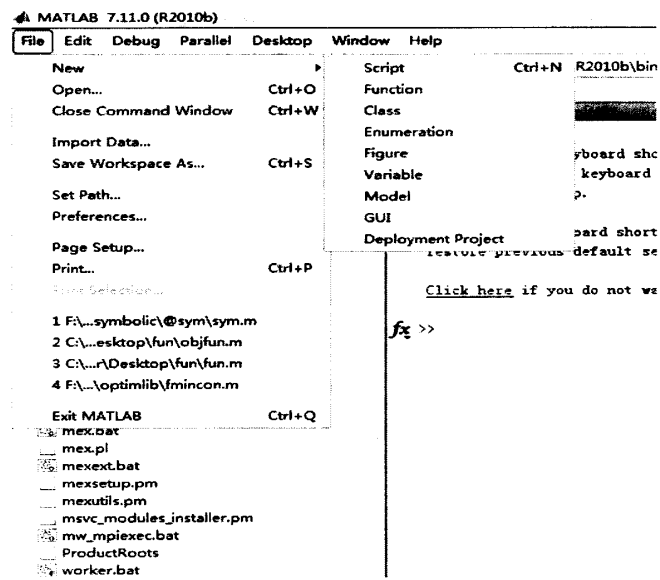 MATLAB 7.11.0 (R2010b)
File Edit Debug Parallel Desktop Window Help
New
Open... Ctrl+O
Close Command Window Ctrl+W
Import Data...
Save Workspace As... Ctrl+S
Set Path...
Preferences...
Page Setup...
Print... Ctrl+P
Print Selection...
1 F:\...symbolic\@sym\sym.m
2 C:\...esktop\fun\objfun.m
3 C:\...r\Desktop\fun\fun.m
4 F:\...\optimlib\fmincon.m
Exit MATLAB Ctrl+Q
Script Ctrl+N
Function
Class
Enumeration
Figure
Variable
Model
GUI
Deployment Project
R2010b\bin
yboard sho
keyboard
p.
oard short
restore previous default se
Click here if you do not wa
fx >>
mex.bat
mex.pl
mexext.bat
mexsetup.pm
mexutils.pm
msvc_modules_installer.pm
mw_mpiexec.bat
ProductRoots
worker.bat